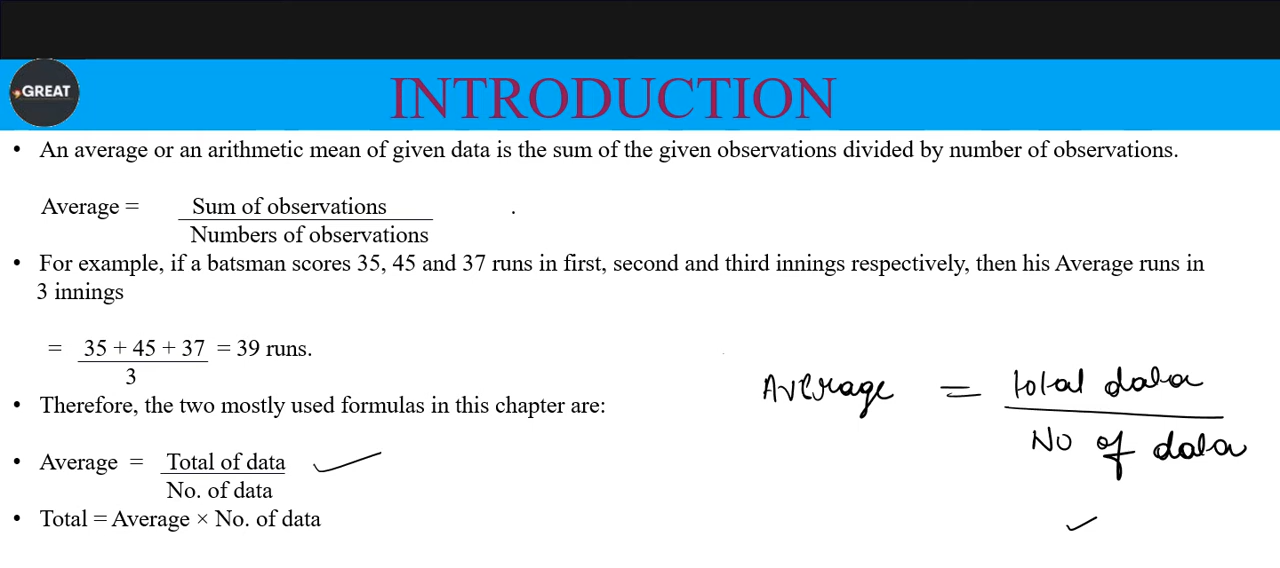 GREAT
INTRODUCTION
• An average or an arithmetic mean of given data is the sum of the given observations divided by number of observations.
Average = Sum of observations
Numbers of observations
• For example, if a batsman scores 35, 45 and 37 runs in first, second and third innings respectively, then his Average runs in
3 innings
= 35 + 45 + 37 = 39 runs.
3
• Therefore, the two mostly used formulas in this chapter are:
• Average = Total of data
No. of data
• Total = Average × No. of data
Average = total data
No of data